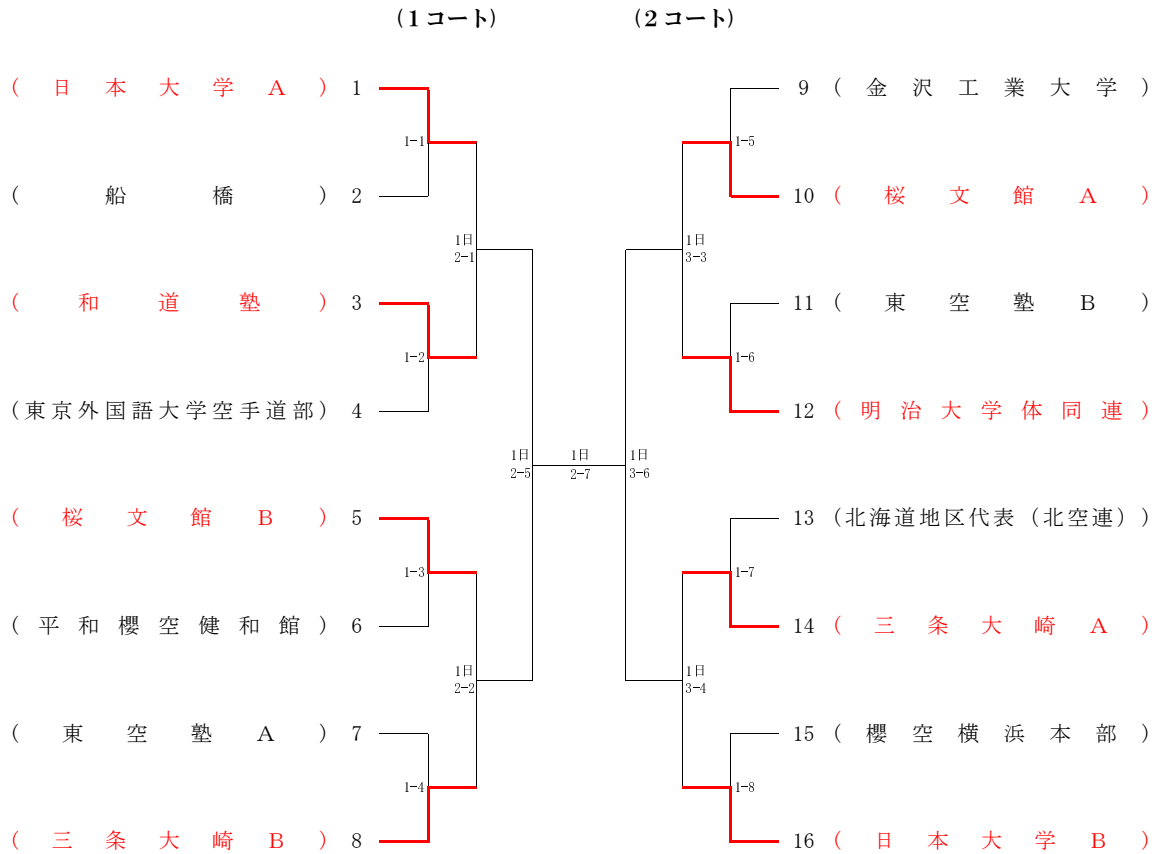 (1コート)
(2コート)
(日本大学A) 1
1-1
(船橋) 2
1日
2-1
(和道塾) 3
1-2
(東京外国語大学空手道部) 4
1日
2-5
(桜文館B) 5
1-3
(平和櫻空健和館) 6
1日
2-2
(東空塾A) 7
1-4
(三条大崎B) 8
1日
2-7
9 (金沢工業大学)
1-5
10 (桜文館A)
1日
3-3
11 (東空塾B)
1-6
12 (明治大学体同連)
1日
3-6
13 (北海道地区代表(北空連))
1-7
14 (三条大崎A)
1日
3-4
15 (櫻空横浜本部)
1-8
16 (日本大学B)